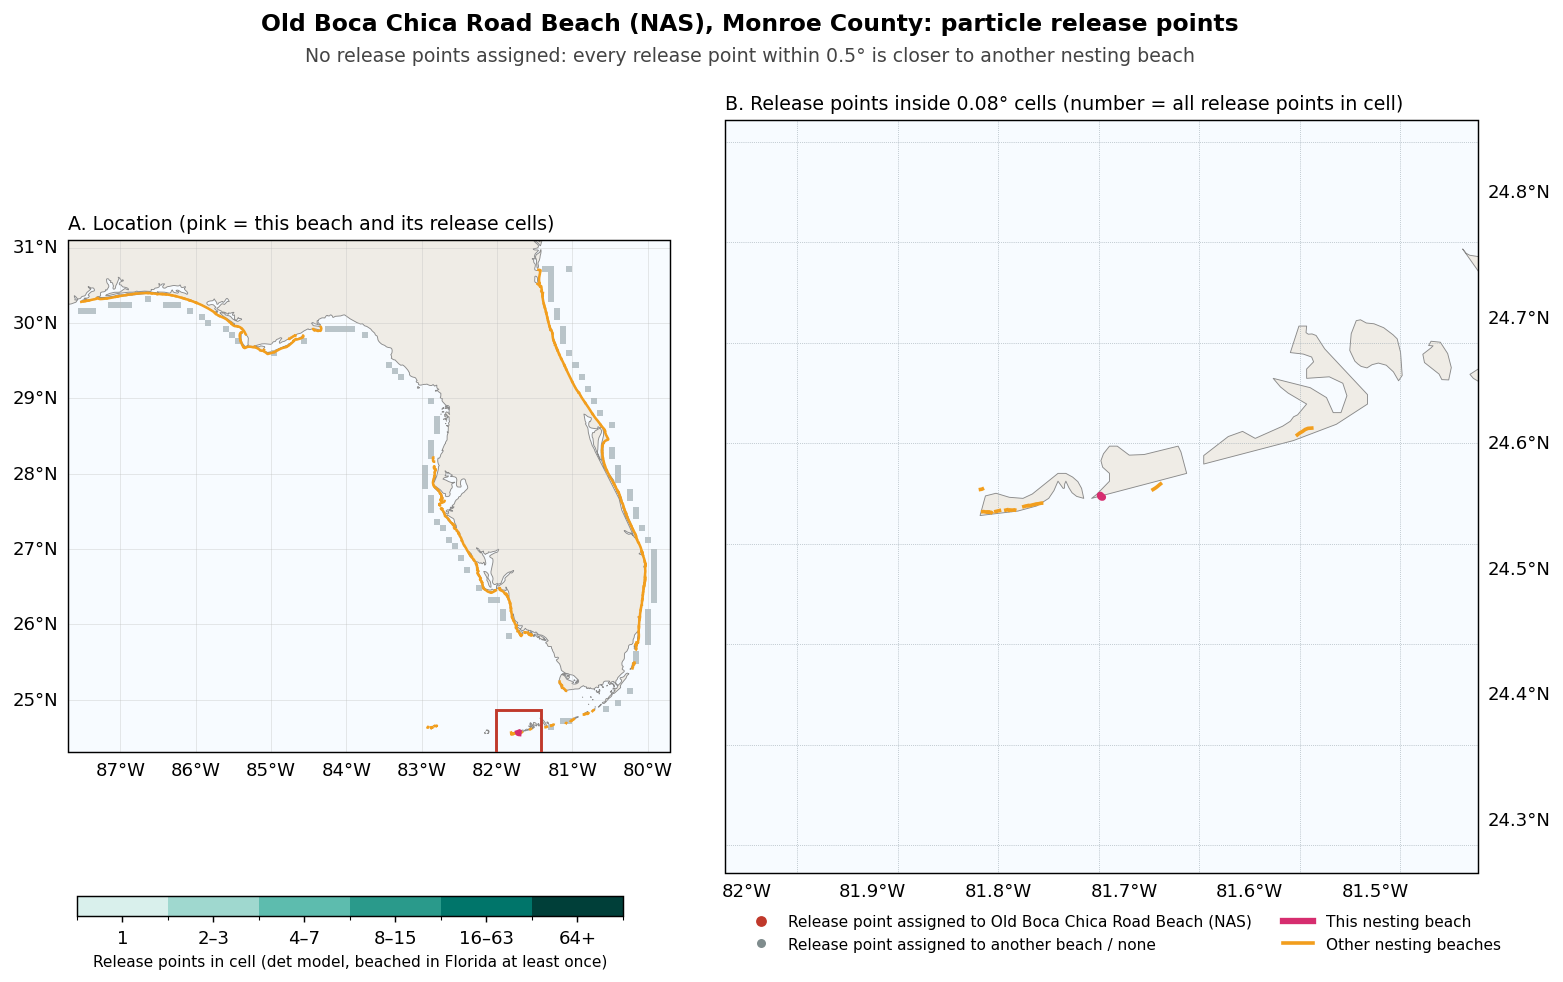 Old Boca Chica Road Beach (NAS), Monroe County: particle release points
No release points assigned: every release point within 0.5° is closer to another nesting beach
A. Location (pink = this beach and its release cells)
31°N
30°N
29°N
28°N
27°N
26°N
25°N
87°W 86°W 85°W 84°W 83°W 82°W 81°W 80°W
B. Release points inside 0.08° cells (number = all release points in cell)
24.8°N
24.7°N
24.6°N
24.5°N
24.4°N
24.3°N
82°W 81.9°W 81.8°W 81.7°W 81.6°W 81.5°W
1 2–3 4–7 8–15 16–63 64+
Release points in cell (det model, beached in Florida at least once)
Release point assigned to Old Boca Chica Road Beach (NAS)
Release point assigned to another beach / none
This nesting beach
Other nesting beaches